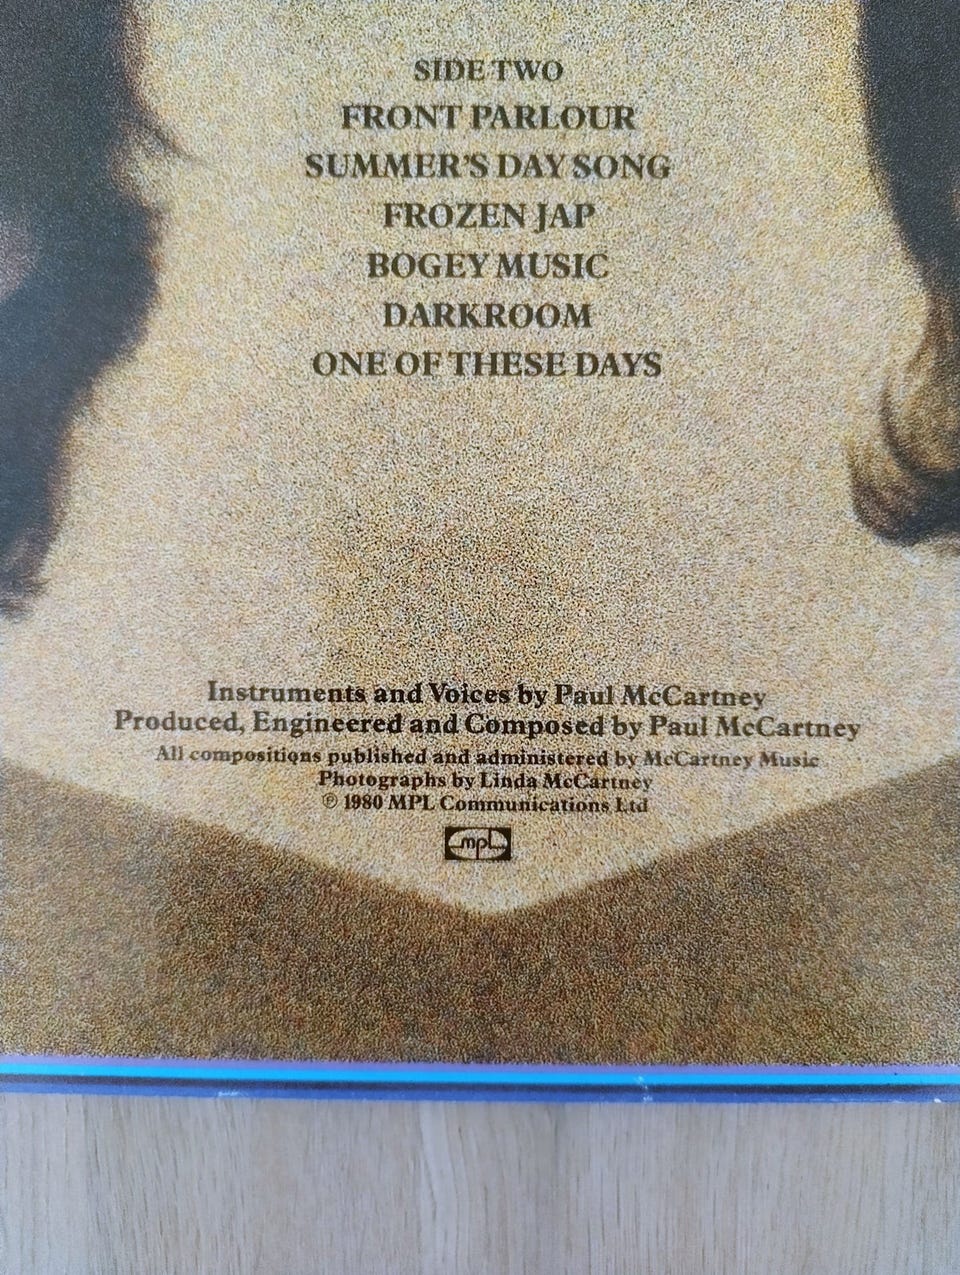 SIDE TWO
FRONT PARLOUR
SUMMER'S DAY SONG
FROZEN JAP
BOGEY MUSIC
DARKROOM
ONE OF THESE DAYS
Instruments and Voices by Paul McCartney
Produced, Engineered and Composed by Paul McCartney
All compositions published and administered by McCartney Music
Photographs by Linda McCartney
℗ 1980 MPL Communications Ltd
mpl